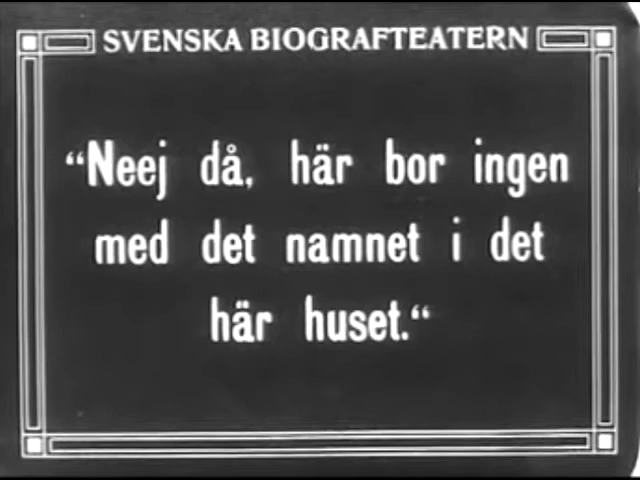 SVENSKA BIOGRAFTEATERN
“Neej då, här bor ingen
med det namnet i det
här huset.“